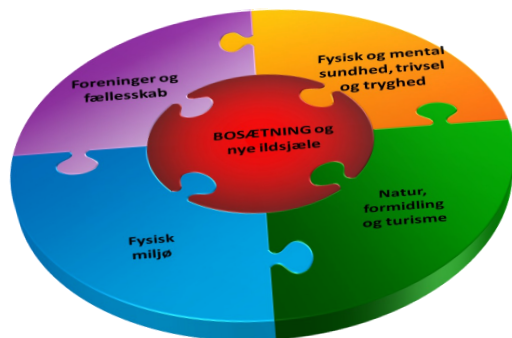 Foreninger og
fællesskab
Fysisk og mental
sundhed, trivsel
og tryghed
BOSÆTNING og
nye ildsjæle
Fysisk
miljø
Natur,
formidling
og turisme